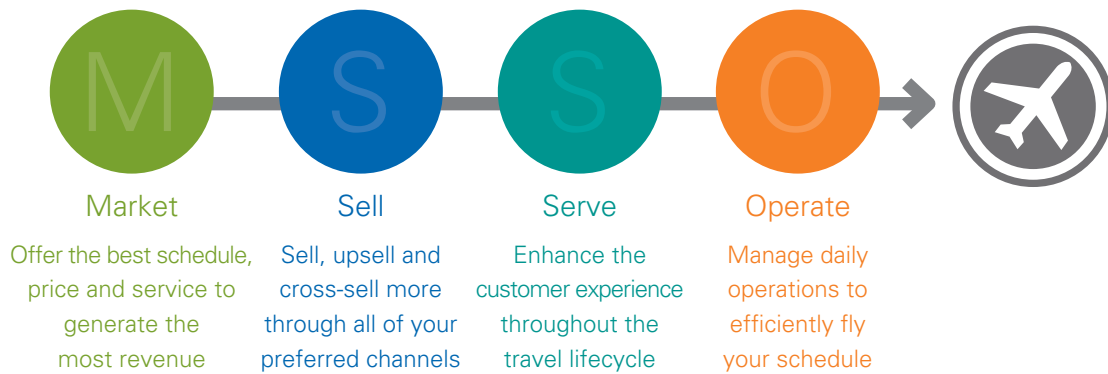 M
S
S
O
Market
Offer the best schedule,
price and service to
generate the
most revenue
Sell
Sell, upsell and
cross-sell more
through all of your
preferred channels
Serve
Enhance the
customer experience
throughout the
travel lifecycle
Operate
Manage daily
operations to
efficiently fly
your schedule